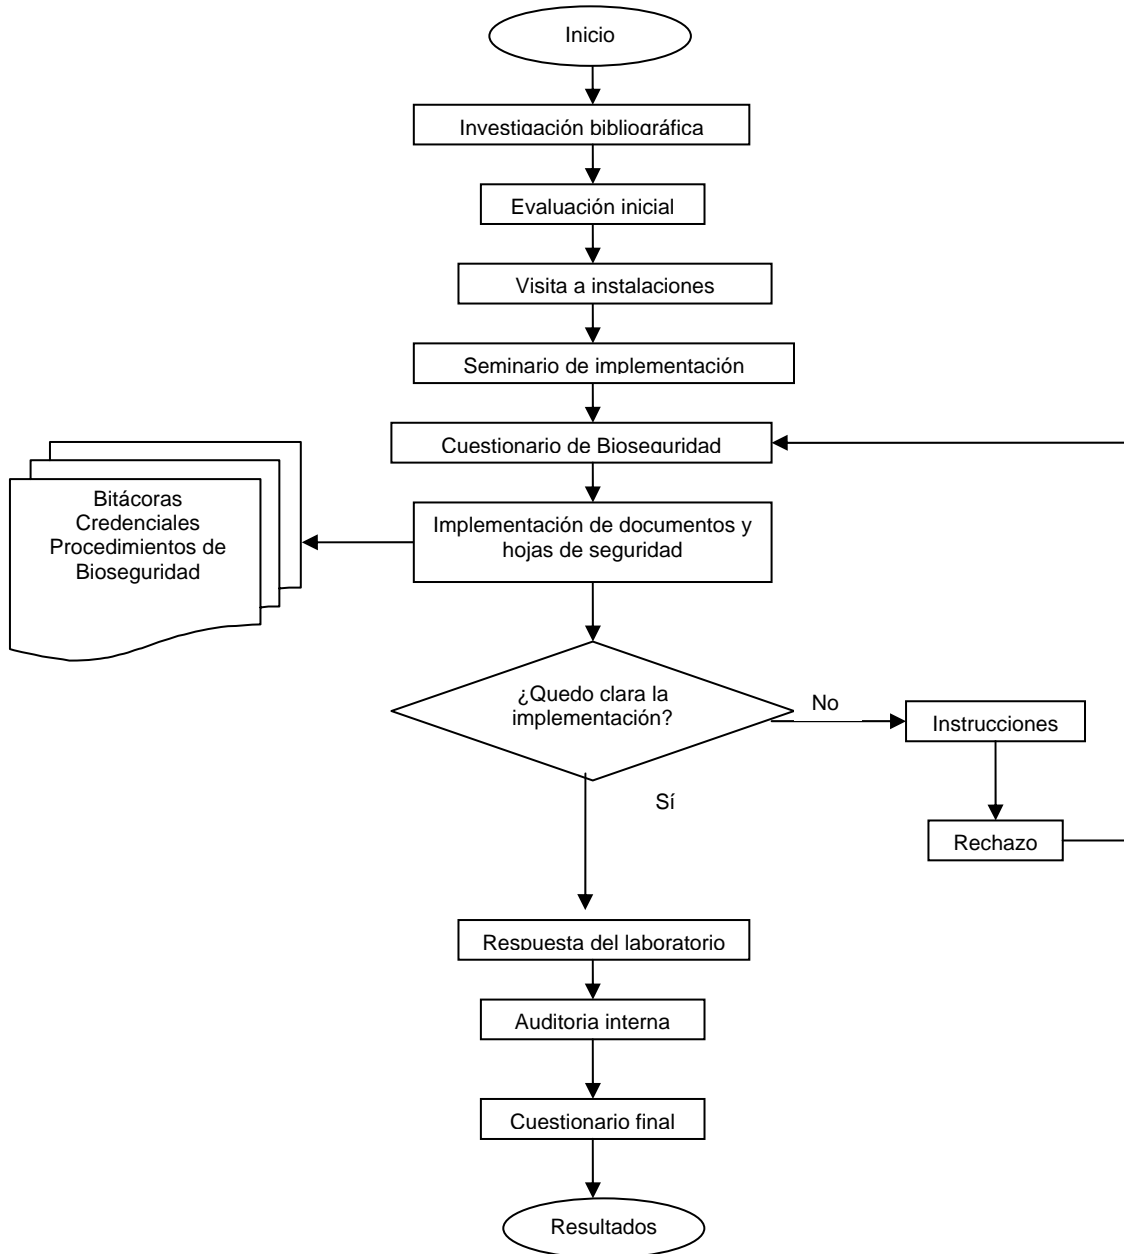 Inicio
Investigación bibliográfica
Evaluación inicial
Visita a instalaciones
Seminario de implementación
Cuestionario de Bioseguridad
Bitácoras
Credenciales
Procedimientos de
Bioseguridad
Implementación de documentos y
hojas de seguridad
¿Quedo clara la
implementación?
No
Instrucciones
Sí
Rechazo
Respuesta del laboratorio
Auditoria interna
Cuestionario final
Resultados